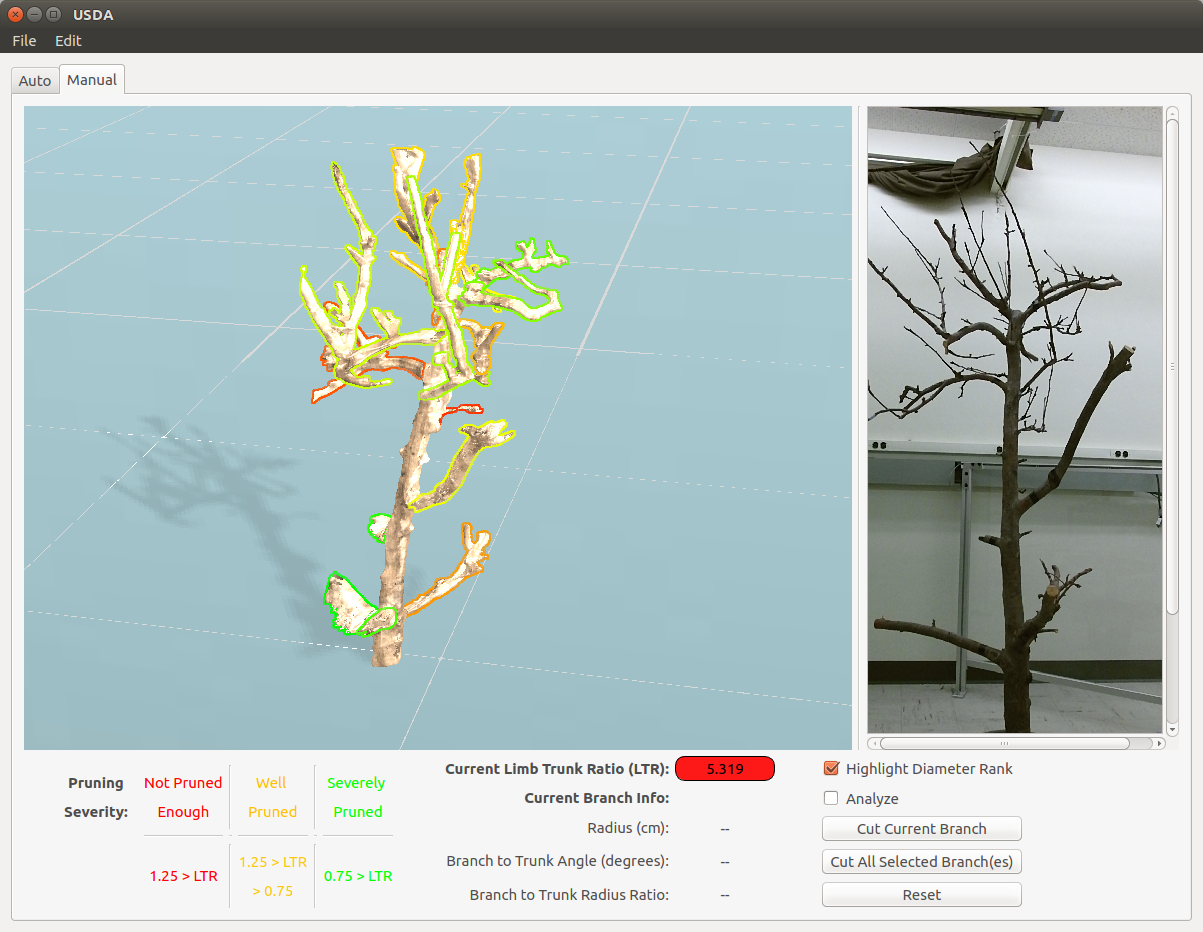 USDA
File Edit
Auto Manual
Pruning Severity:
Not Pruned Enough
Well Pruned
Severely Pruned
1.25 > LTR
1.25 > LTR > 0.75
0.75 > LTR
Current Limb Trunk Ratio (LTR): 5.319
Current Branch Info:
Radius (cm): --
Branch to Trunk Angle (degrees): --
Branch to Trunk Radius Ratio: --
Highlight Diameter Rank
Analyze
Cut Current Branch
Cut All Selected Branch(es)
Reset